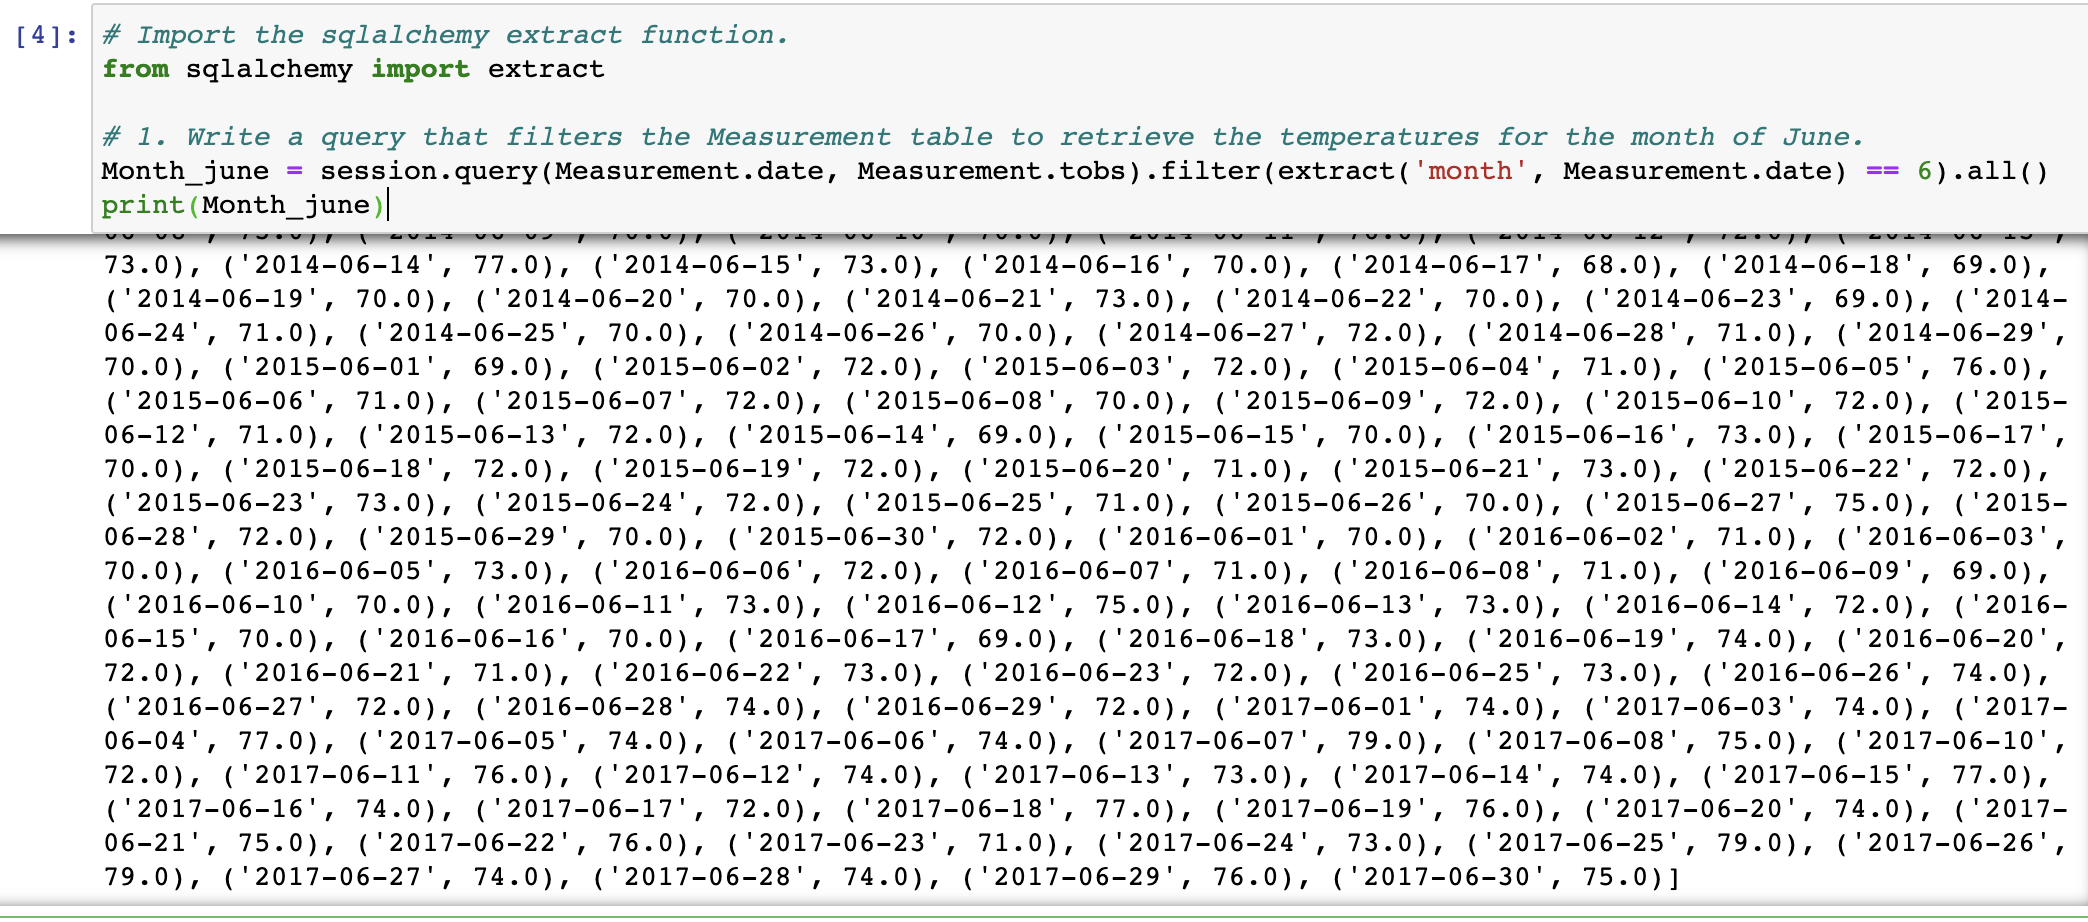 [4]: # Import the sqlalchemy extract function.
from sqlalchemy import extract
# 1. Write a query that filters the Measurement table to retrieve the temperatures for the month of June.
Month_june = session.query(Measurement.date, Measurement.tobs).filter(extract('month', Measurement.date) == 6).all()
print(Month_june)
73.0), ('2014-06-14', 77.0), ('2014-06-15', 73.0), ('2014-06-16', 70.0), ('2014-06-17', 68.0), ('2014-06-18', 69.0),
('2014-06-19', 70.0), ('2014-06-20', 70.0), ('2014-06-21', 73.0), ('2014-06-22', 70.0), ('2014-06-23', 69.0), ('2014-
06-24', 71.0), ('2014-06-25', 70.0), ('2014-06-26', 70.0), ('2014-06-27', 72.0), ('2014-06-28', 71.0), ('2014-06-29',
70.0), ('2015-06-01', 69.0), ('2015-06-02', 72.0), ('2015-06-03', 72.0), ('2015-06-04', 71.0), ('2015-06-05', 76.0),
('2015-06-06', 71.0), ('2015-06-07', 72.0), ('2015-06-08', 70.0), ('2015-06-09', 72.0), ('2015-06-10', 72.0), ('2015-
06-12', 71.0), ('2015-06-13', 72.0), ('2015-06-14', 69.0), ('2015-06-15', 70.0), ('2015-06-16', 73.0), ('2015-06-17',
70.0), ('2015-06-18', 72.0), ('2015-06-19', 72.0), ('2015-06-20', 71.0), ('2015-06-21', 73.0), ('2015-06-22', 72.0),
('2015-06-23', 73.0), ('2015-06-24', 72.0), ('2015-06-25', 71.0), ('2015-06-26', 70.0), ('2015-06-27', 75.0), ('2015-
06-28', 72.0), ('2015-06-29', 70.0), ('2015-06-30', 72.0), ('2016-06-01', 70.0), ('2016-06-02', 71.0), ('2016-06-03',
70.0), ('2016-06-05', 73.0), ('2016-06-06', 72.0), ('2016-06-07', 71.0), ('2016-06-08', 71.0), ('2016-06-09', 69.0),
('2016-06-10', 70.0), ('2016-06-11', 73.0), ('2016-06-12', 75.0), ('2016-06-13', 73.0), ('2016-06-14', 72.0), ('2016-
06-15', 70.0), ('2016-06-16', 70.0), ('2016-06-17', 69.0), ('2016-06-18', 73.0), ('2016-06-19', 74.0), ('2016-06-20',
72.0), ('2016-06-21', 71.0), ('2016-06-22', 73.0), ('2016-06-23', 72.0), ('2016-06-25', 73.0), ('2016-06-26', 74.0),
('2016-06-27', 72.0), ('2016-06-28', 74.0), ('2016-06-29', 72.0), ('2017-06-01', 74.0), ('2017-06-03', 74.0), ('2017-
06-04', 77.0), ('2017-06-05', 74.0), ('2017-06-06', 74.0), ('2017-06-07', 79.0), ('2017-06-08', 75.0), ('2017-06-10',
72.0), ('2017-06-11', 76.0), ('2017-06-12', 74.0), ('2017-06-13', 73.0), ('2017-06-14', 74.0), ('2017-06-15', 77.0),
('2017-06-16', 74.0), ('2017-06-17', 72.0), ('2017-06-18', 77.0), ('2017-06-19', 76.0), ('2017-06-20', 74.0), ('2017-
06-21', 75.0), ('2017-06-22', 76.0), ('2017-06-23', 71.0), ('2017-06-24', 73.0), ('2017-06-25', 79.0), ('2017-06-26',
79.0), ('2017-06-27', 74.0), ('2017-06-28', 74.0), ('2017-06-29', 76.0), ('2017-06-30', 75.0)]